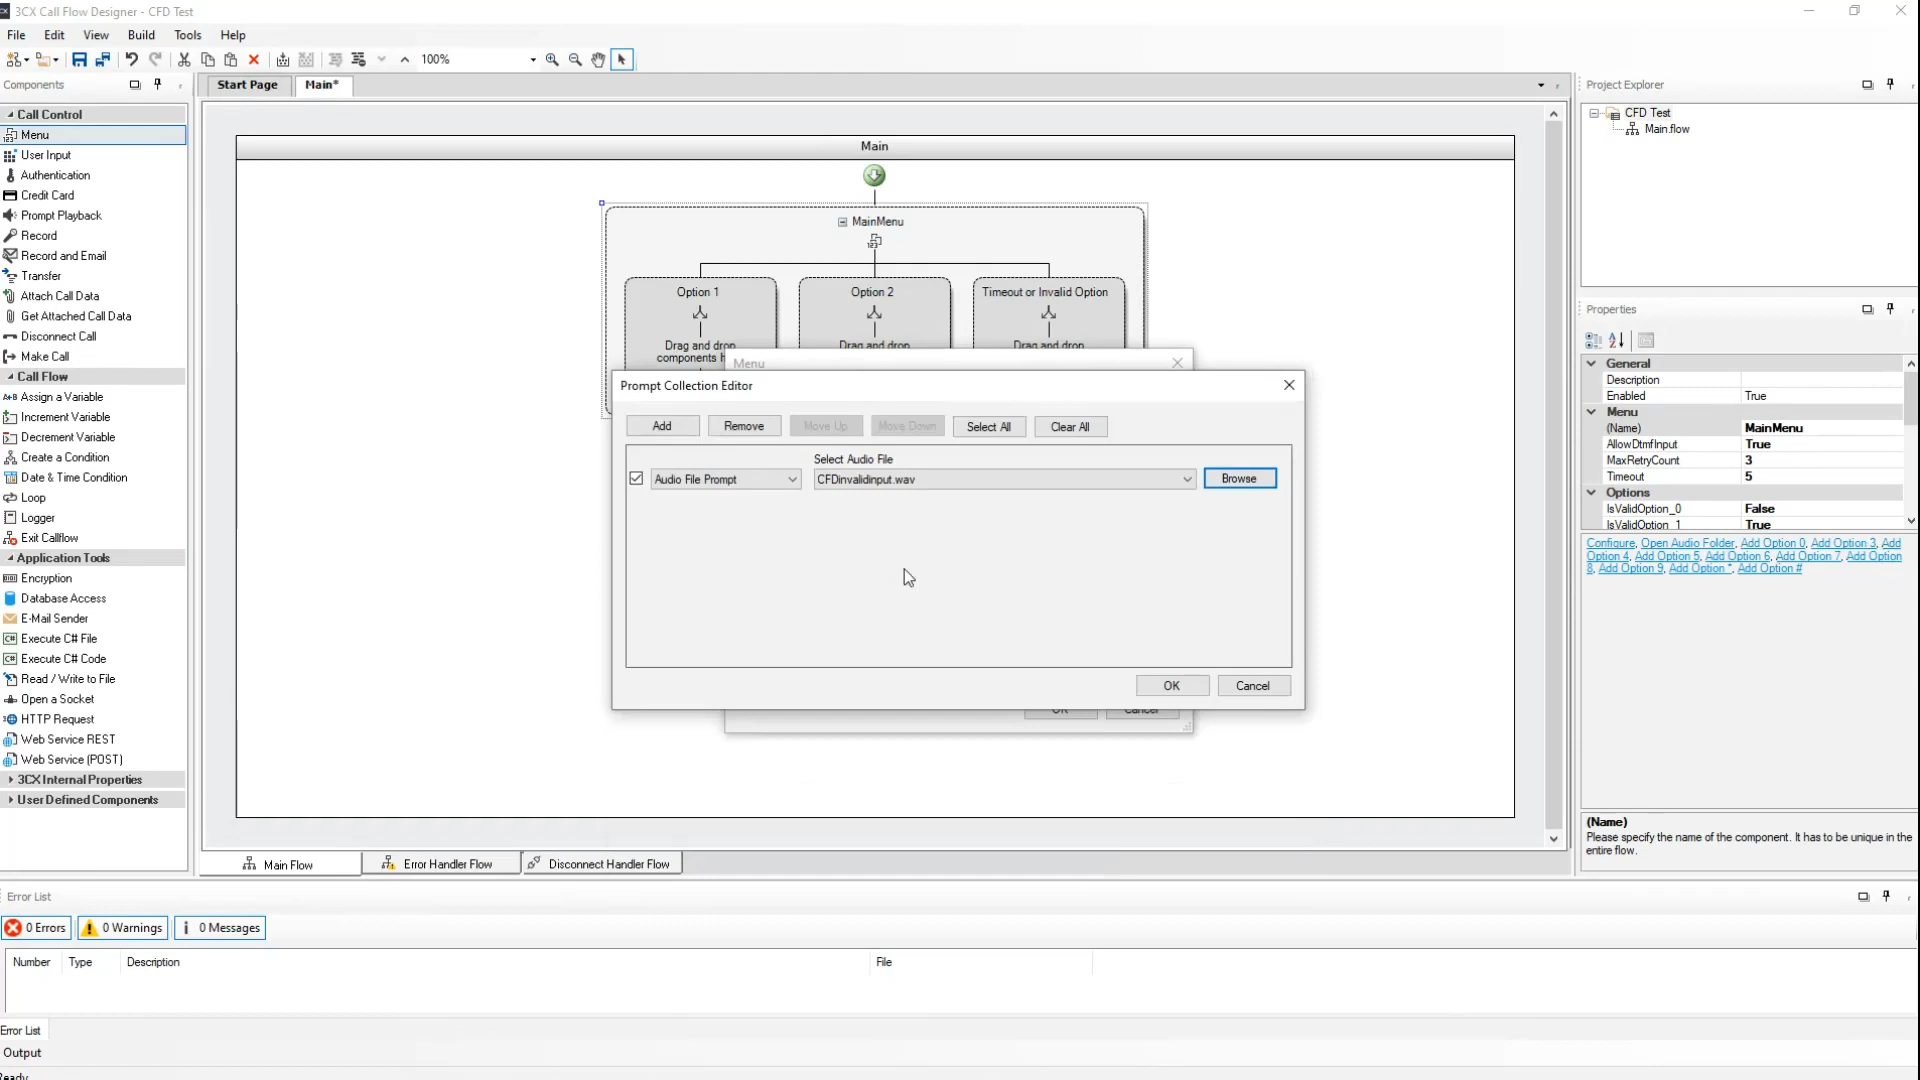 3CX Call Flow Designer - CFD Test
File Edit View Build Tools Help
100%
Components
Call Control
Menu
User Input
Authentication
Credit Card
Prompt Playback
Record
Record and Email
Transfer
Attach Call Data
Get Attached Call Data
Disconnect Call
Make Call
Call Flow
Assign a Variable
Increment Variable
Decrement Variable
Create a Condition
Date & Time Condition
Loop
Logger
Exit Callflow
Application Tools
Encryption
Database Access
E-Mail Sender
Execute C# File
Execute C# Code
Read / Write to File
Open a Socket
HTTP Request
Web Service REST
Web Service (POST)
3CX Internal Properties
User Defined Components
Start Page Main*
Main
MainMenu
Option 1 Option 2 Timeout or Invalid Option
Drag and drop Drag and drop Drag and drop
components
Menu
Prompt Collection Editor
Add Remove Move Up Move Down Select All Clear All
Select Audio File
Audio File Prompt CFDinvalidinput.wav Browse
OK Cancel
OK Cancel
Main Flow Error Handler Flow Disconnect Handler Flow
Project Explorer
CFD Test
Main.flow
Properties
General
Description
Enabled True
Menu
(Name) MainMenu
AllowDtmfInput True
MaxRetryCount 3
Timeout 5
Options
IsValidOption_0 False
IsValidOption_1 True
Configure, Open Audio Folder, Add Option 0, Add Option 3, Add
Option 4, Add Option 5, Add Option 6, Add Option 7, Add Option
8, Add Option 9, Add Option *, Add Option #
(Name)
Please specify the name of the component. It has to be unique in the
entire flow.
Error List
0 Errors 0 Warnings 0 Messages
Number Type Description File
Error List
Output
Ready